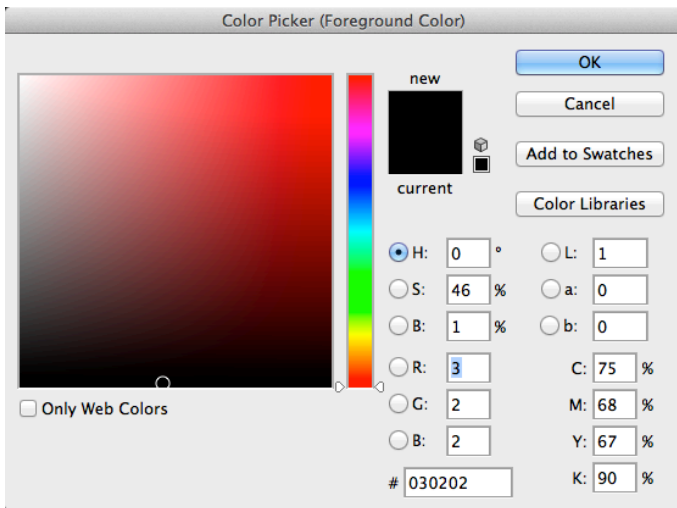 Color Picker (Foreground Color)
new
current
OK
Cancel
Add to Swatches
Color Libraries
H: 0 °
S: 46 %
B: 1 %
R: 3
G: 2
B: 2
# 030202
L: 1
a: 0
b: 0
C: 75 %
M: 68 %
Y: 67 %
K: 90 %
Only Web Colors